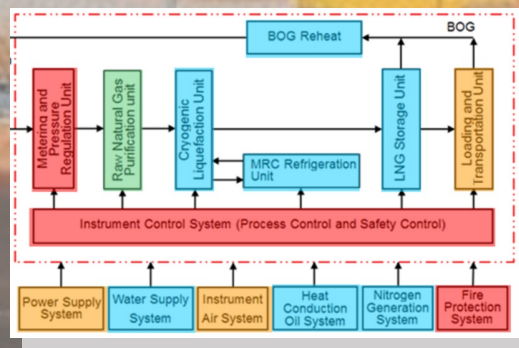 BOG Reheat
BOG
Metering and
Pressure
Regulation Unit
Raw Natural Gas
Purification unit
Cryogenic
Liquefaction Unit
MRC Refrigeration
Unit
LNG Storage Unit
Loading and
Transportation Unit
Instrument Control System (Process Control and Safety Control)
Power Supply
System
Water Supply
System
Instrument
Air System
Heat
Conduction
Oil System
Nitrogen
Generation
System
Fire
Protection
System